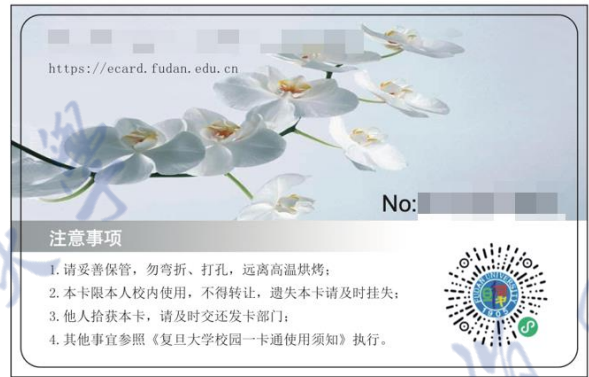 https://ecard.fudan.edu.cn
No:
注意事项
1.请妥善保管，勿弯折、打孔，远离高温烘烤；
2.本卡限本人校内使用，不得转让，遗失本卡请及时挂失；
3.他人拾获本卡，请及时交还发卡部门；
4.其他事宜参照《复旦大学校园一卡通使用须知》执行。
FUDAN UNIVERSITY
1905